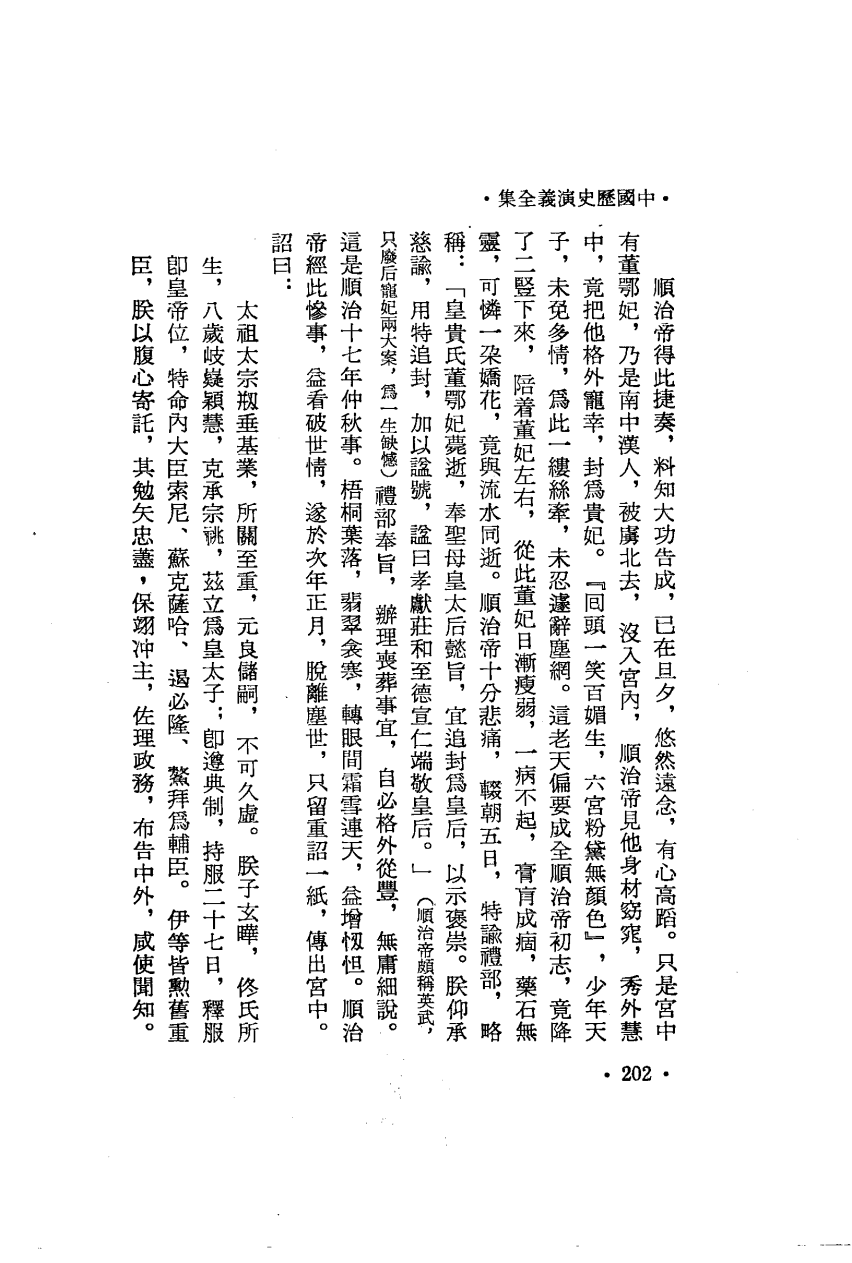 •中國歷史演義全集•
順治帝得此捷奏，料知大功告成，已在旦夕，悠然遠念，有心高蹈。只是宮中
有董鄂妃，乃是南中漢人，被虜北去，沒入宮內，順治帝見他身材窈窕，秀外慧
中，竟把他格外寵幸，封爲貴妃。『囘頭一笑百媚生，六宮粉黛無顏色』，少年天
子，未免多情，爲此一縷絲牽，未忍遽辭塵網。這老天偏要成全順治帝初志，竟降
了二豎下來，陪着董妃左右，從此董妃日漸瘦弱，一病不起，膏肓成痼，藥石無
靈，可憐一朶嬌花，竟與流水同逝。順治帝十分悲痛，輟朝五日，特諭禮部，略
稱：「皇貴氏董鄂妃薨逝，奉聖母皇太后懿旨，宜追封爲皇后，以示褒崇。朕仰承
慈諭，用特追封，加以諡號，諡曰孝獻莊和至德宣仁端敬皇后。」（順治帝頗稱英武，
只廢后寵妃兩大案，爲一生缺憾）禮部奉旨，辦理喪葬事宜，自必格外從豐，無庸細說。
這是順治十七年仲秋事。梧桐葉落，翡翠衾寒，轉眼間霜雪連天，益增惻怛。順治
帝經此慘事，益看破世情，遂於次年正月，脫離塵世，只留重詔一紙，傳出宮中。
詔曰：
太祖太宗剏垂基業，所關至重，元良儲嗣，不可久虛。朕子玄曄，佟氏所
生，八歲岐嶷穎慧，克承宗祧，茲立爲皇太子；卽遵典制，持服二十七日，釋服
卽皇帝位，特命內大臣索尼、蘇克薩哈、遏必隆、鰲拜爲輔臣。伊等皆勳舊重
臣，朕以腹心寄託，其勉矢忠藎，保翊冲主，佐理政務，布告中外，咸使聞知。
•202•